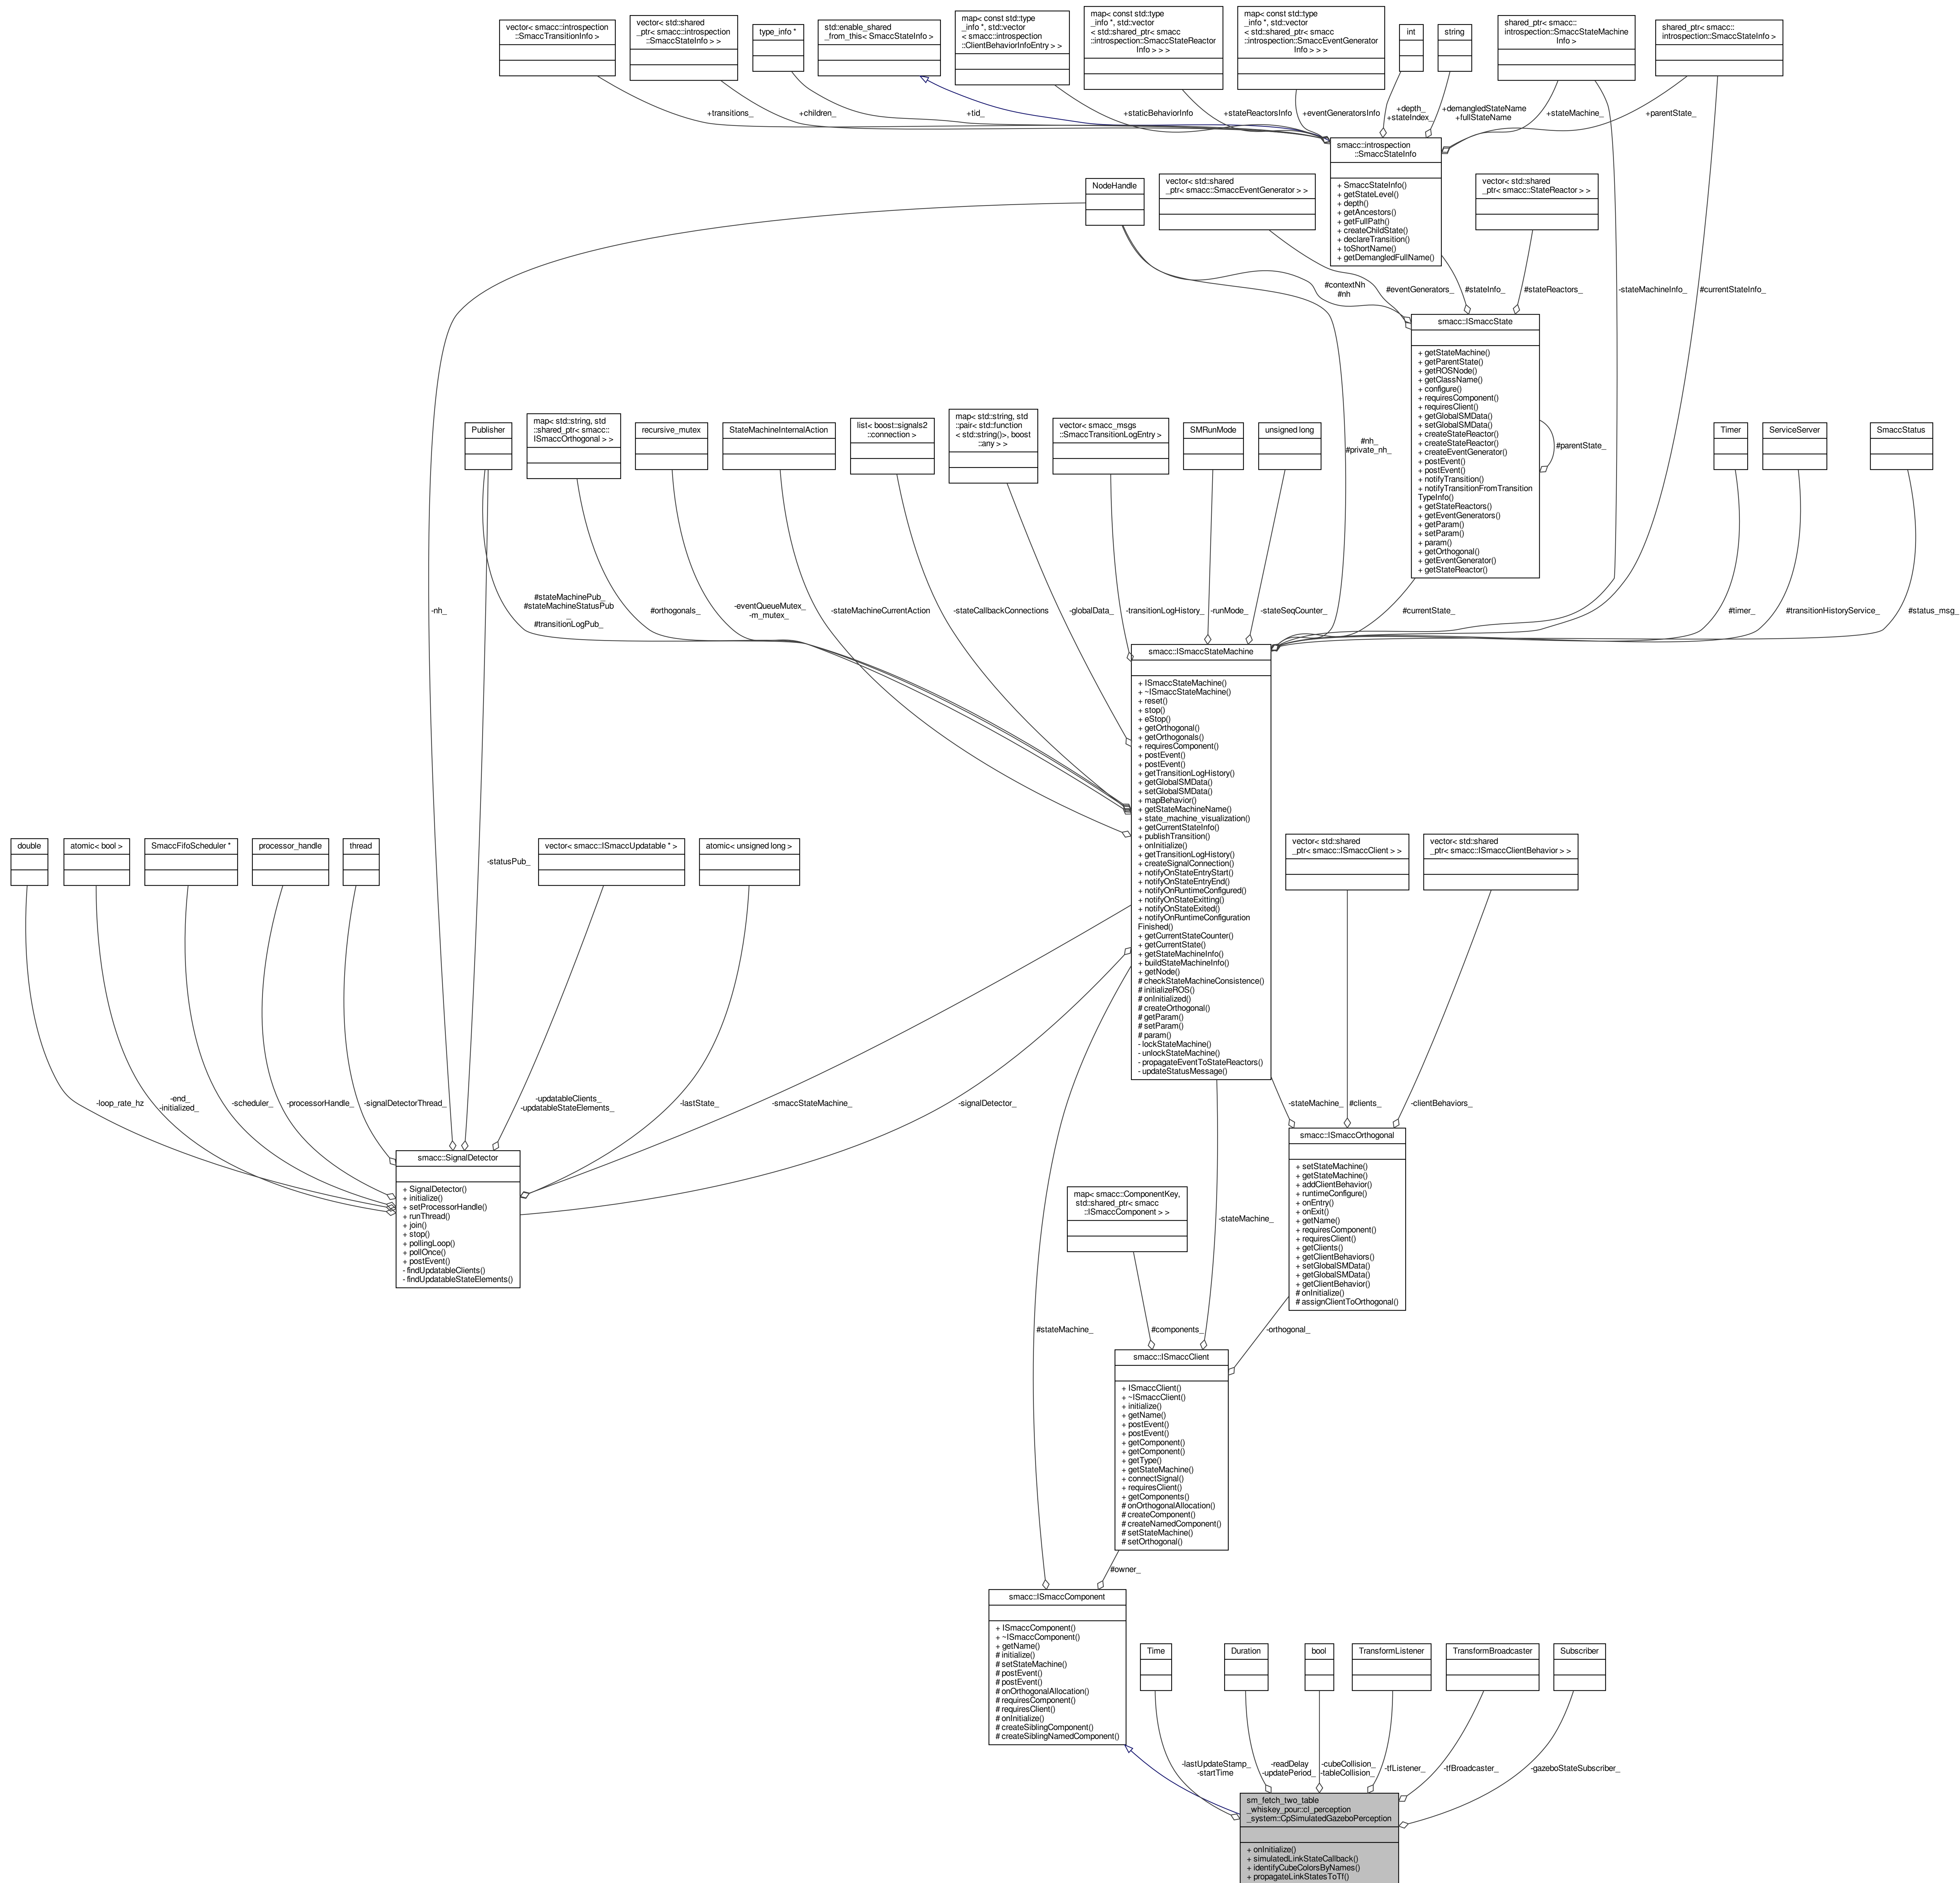 vector< smacc::introspection
::SmaccTransitionInfo >
vector< std::shared
_ptr< smacc::introspection
::SmaccStateInfo > >
type_info *
std::enable_shared
_from_this< SmaccStateInfo >
map< const std::type
_info *, std::vector
< smacc::introspection
::ClientBehaviorInfoEntry > >
map< const std::type
_info *, std::vector
< std::shared_ptr< smacc
::introspection::SmaccStateReactor
Info > > >
map< const std::type
_info *, std::vector
< std::shared_ptr< smacc
::introspection::SmaccEventGenerator
Info > > >
int
string
shared_ptr< smacc::
introspection::SmaccStateMachine
Info >
shared_ptr< smacc::
introspection::SmaccStateInfo >
+transitions_
+children_
+tid_
+staticBehaviorInfo
+stateReactorsInfo
+eventGeneratorsInfo
+depth_
+stateIndex_
+demangledStateName
+fullStateName
+stateMachine_
+parentState_
smacc::introspection
::SmaccStateInfo
+ SmaccStateInfo()
+ getStateLevel()
+ depth()
+ getAncestors()
+ getFullPath()
+ createChildState()
+ declareTransition()
+ toShortName()
+ getDemangledFullName()
NodeHandle
vector< std::shared
_ptr< smacc::SmaccEventGenerator > >
vector< std::shared
_ptr< smacc::StateReactor > >
#contextNh
#nh
#eventGenerators_
#stateInfo_
#stateReactors_
-stateMachineInfo_
#currentStateInfo_
smacc::ISmaccState
+ getStateMachine()
+ getParentState()
+ getROSNode()
+ getClassName()
+ configure()
+ requiresComponent()
+ requiresClient()
+ getGlobalSMData()
+ setGlobalSMData()
+ createStateReactor()
+ createStateReactor()
+ createEventGenerator()
+ postEvent()
+ postEvent()
+ notifyTransition()
+ notifyTransitionFromTransition
TypeInfo()
+ getStateReactors()
+ getEventGenerators()
+ getParam()
+ setParam()
+ param()
+ getOrthogonal()
+ getEventGenerator()
+ getStateReactor()
#parentState_
Publisher
map< std::string, std
::shared_ptr< smacc::
ISmaccOrthogonal > >
recursive_mutex
StateMachineInternalAction
list< boost::signals2
::connection >
map< std::string, std
::pair< std::function
< std::string()>, boost
::any > >
vector< smacc_msgs
::SmaccTransitionLogEntry >
SMRunMode
unsigned long
#nh_
#private_nh_
Timer
ServiceServer
SmaccStatus
-nh_
#stateMachinePub_
#stateMachineStatusPub
_
#transitionLogPub_
#orthogonals_
-eventQueueMutex_
-m_mutex_
-stateMachineCurrentAction
-stateCallbackConnections
-globalData_
-transitionLogHistory_
-runMode_
-stateSeqCounter_
#currentState_
#timer_
#transitionHistoryService_
#status_msg_
smacc::ISmaccStateMachine
+ ISmaccStateMachine()
+ ~ISmaccStateMachine()
+ reset()
+ stop()
+ eStop()
+ getOrthogonal()
+ getOrthogonals()
+ requiresComponent()
+ postEvent()
+ postEvent()
+ getTransitionLogHistory()
+ getGlobalSMData()
+ setGlobalSMData()
+ mapBehavior()
+ getStateMachineName()
+ state_machine_visualization()
+ getCurrentStateInfo()
+ publishTransition()
+ onInitialize()
+ getTransitionLogHistory()
+ createSignalConnection()
+ notifyOnStateEntryStart()
+ notifyOnStateEntryEnd()
+ notifyOnRuntimeConfigured()
+ notifyOnStateExitting()
+ notifyOnStateExited()
+ notifyOnRuntimeConfiguration
Finished()
+ getCurrentStateCounter()
+ getCurrentState()
+ getStateMachineInfo()
+ buildStateMachineInfo()
+ getNode()
# checkStateMachineConsistence()
# initializeROS()
# onInitialized()
# createOrthogonal()
# getParam()
# setParam()
# param()
- lockStateMachine()
- unlockStateMachine()
- propagateEventToStateReactors()
- updateStatusMessage()
double
atomic< bool >
SmaccFifoScheduler *
processor_handle
thread
-statusPub_
vector< smacc::ISmaccUpdatable * >
atomic< unsigned long >
vector< std::shared
_ptr< smacc::ISmaccClient > >
vector< std::shared
_ptr< smacc::ISmaccClientBehavior > >
-loop_rate_hz
-end_
-initialized_
-scheduler_
-processorHandle_
-signalDetectorThread_
-updatableClients_
-updatableStateElements_
-lastState_
-smaccStateMachine_
-signalDetector_
-stateMachine_
#clients_
-clientBehaviors_
smacc::SignalDetector
+ SignalDetector()
+ initialize()
+ setProcessorHandle()
+ runThread()
+ join()
+ stop()
+ pollingLoop()
+ pollOnce()
+ postEvent()
- findUpdatableClients()
- findUpdatableStateElements()
smacc::ISmaccOrthogonal
+ setStateMachine()
+ getStateMachine()
+ addClientBehavior()
+ runtimeConfigure()
+ onEntry()
+ onExit()
+ getName()
+ requiresComponent()
+ requiresClient()
+ getClients()
+ getClientBehaviors()
+ setGlobalSMData()
+ getGlobalSMData()
+ getClientBehavior()
# onInitialize()
# assignClientToOrthogonal()
map< smacc::ComponentKey,
std::shared_ptr< smacc
::ISmaccComponent > >
-stateMachine_
#stateMachine_
#components_
-orthogonal_
smacc::ISmaccClient
+ ISmaccClient()
+ ~ISmaccClient()
+ initialize()
+ getName()
+ postEvent()
+ postEvent()
+ getComponent()
+ getComponent()
+ getType()
+ getStateMachine()
+ connectSignal()
+ requiresClient()
+ getComponents()
# onOrthogonalAllocation()
# createComponent()
# createNamedComponent()
# setStateMachine()
# setOrthogonal()
#owner_
smacc::ISmaccComponent
+ ISmaccComponent()
+ ~ISmaccComponent()
+ getName()
# initialize()
# setStateMachine()
# postEvent()
# postEvent()
# onOrthogonalAllocation()
# requiresComponent()
# requiresClient()
# onInitialize()
# createSiblingComponent()
# createSiblingNamedComponent()
Time
Duration
bool
TransformListener
TransformBroadcaster
Subscriber
-lastUpdateStamp_
-startTime
-readDelay
-updatePeriod_
-cubeCollision_
-tableCollision_
-tfListener_
-tfBroadcaster_
-gazeboStateSubscriber_
sm_fetch_two_table
_whiskey_pour::cl_perception
_system::CpSimulatedGazeboPerception
+ onInitialize()
+ simulatedLinkStateCallback()
+ identifyCubeColorsByNames()
+ propagateLinkStatesToTf()